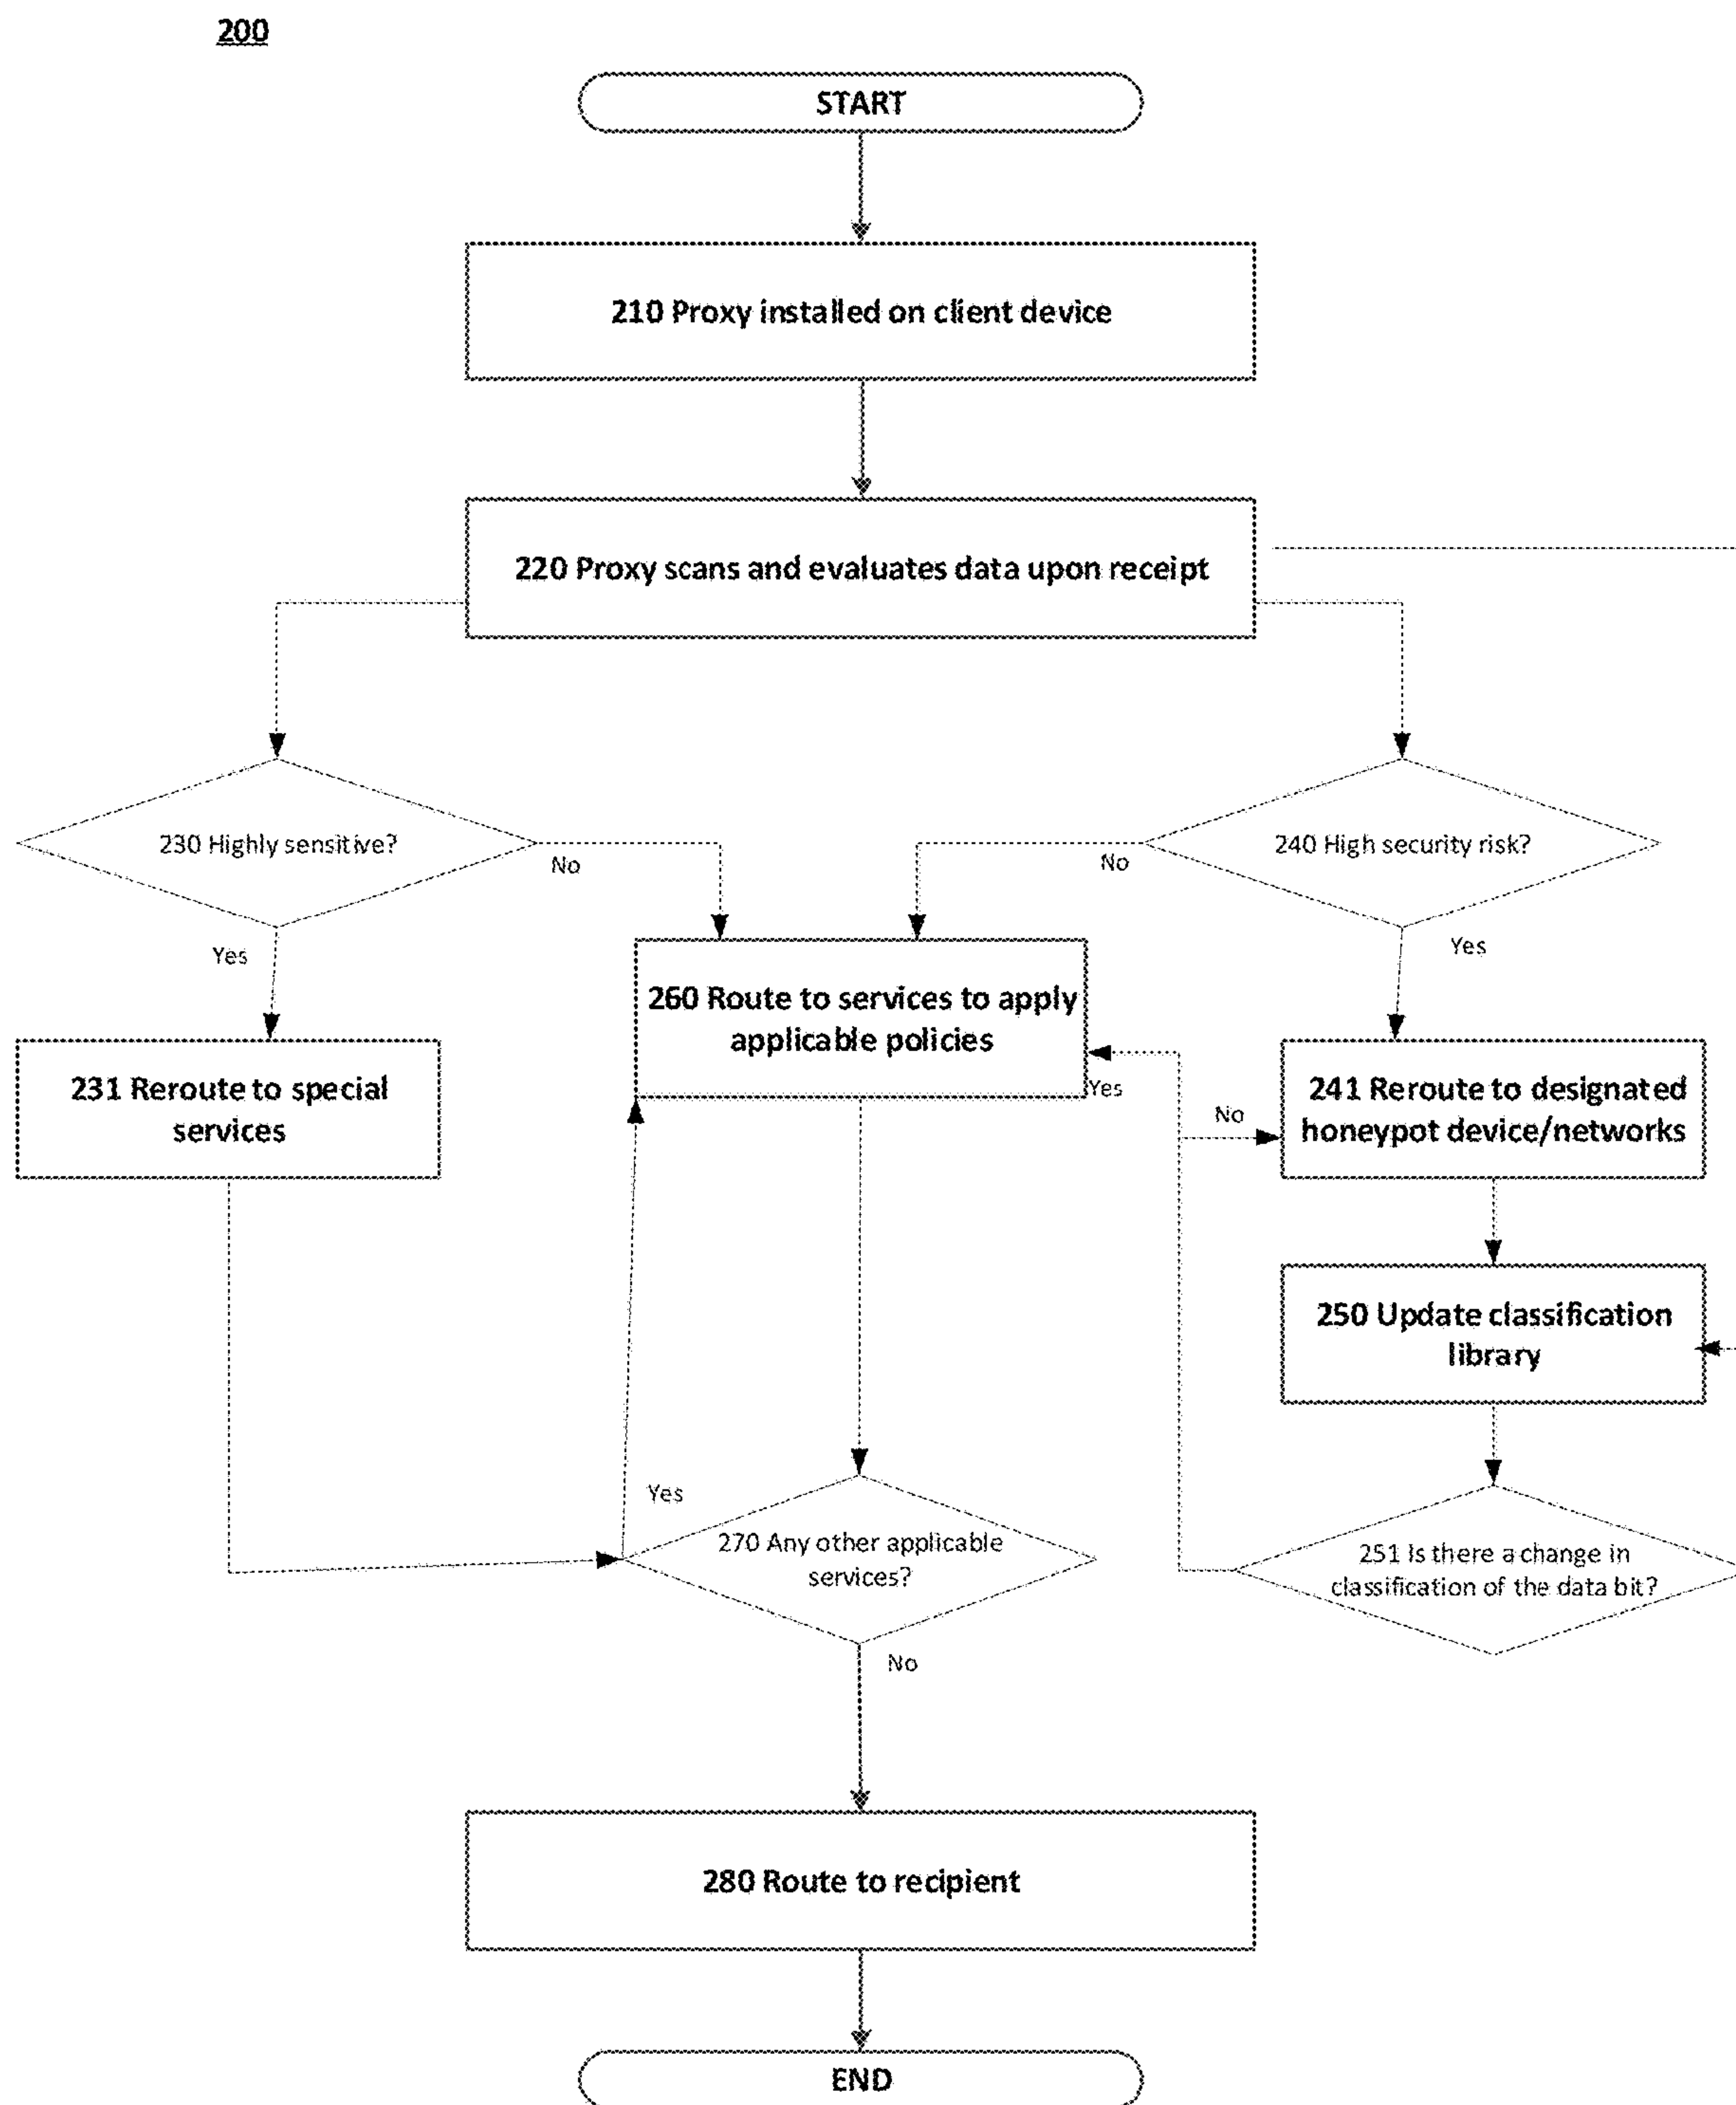 200
START
210 Proxy installed on client device
220 Proxy scans and evaluates data upon receipt
230 Highly sensitive?
240 High security risk?
No
No
Yes
Yes
260 Route to services to apply
applicable policies
231 Reroute to special
services
Yes
No
241 Reroute to designated
honeypot device/networks
250 Update classification
library
Yes
270 Any other applicable
services?
251 Is there a change in
classification of the data bit?
No
280 Route to recipient
END